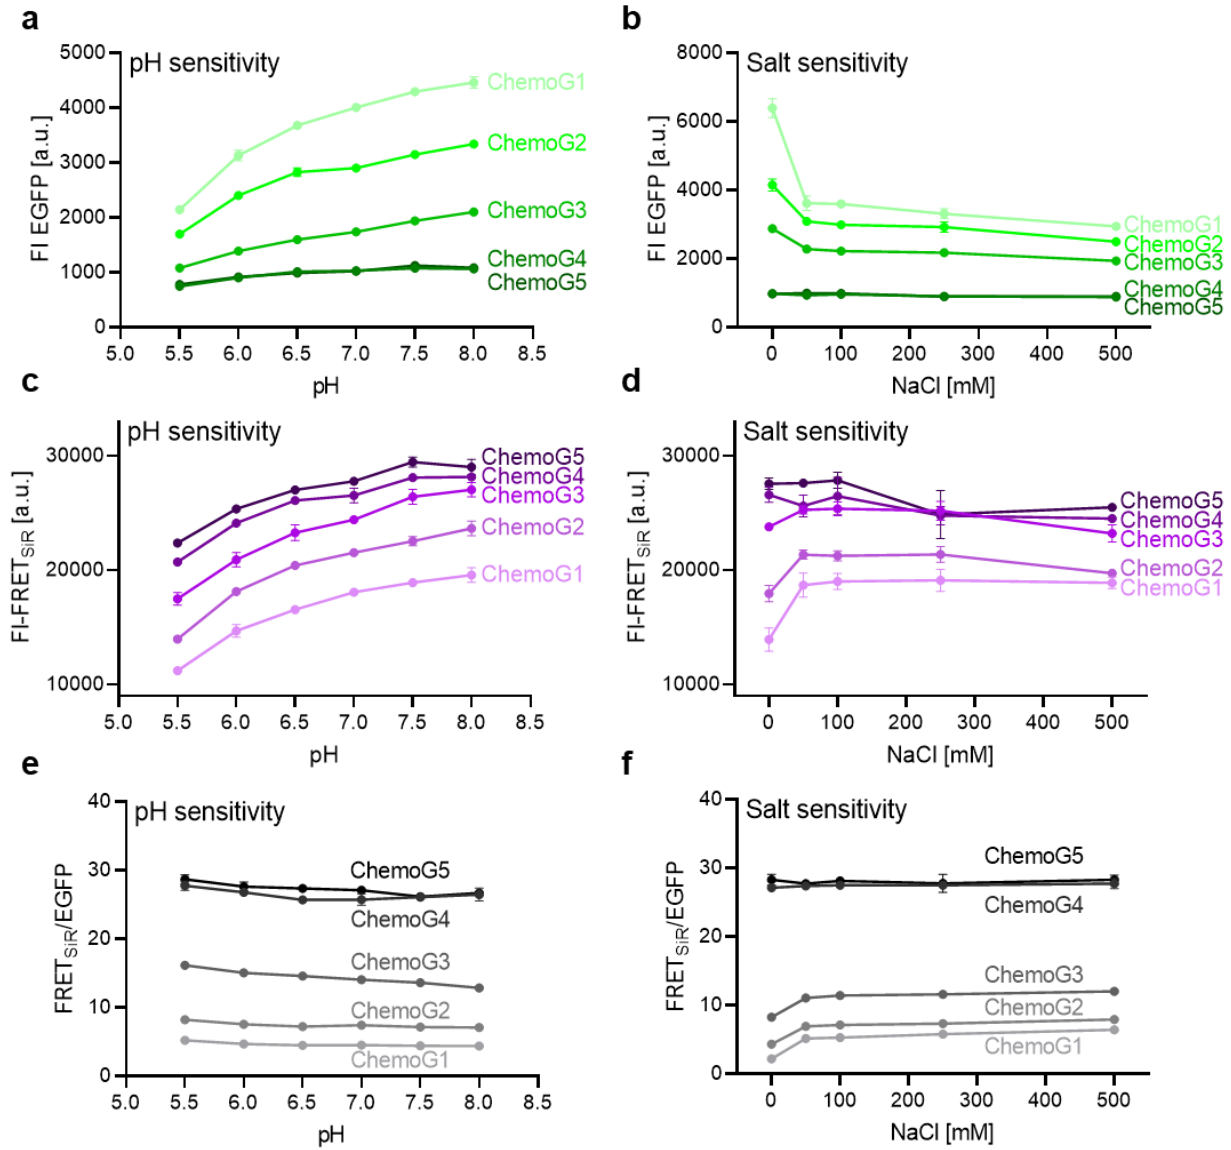 a
pH sensitivity
FI EGFP [a.u.]
5000
4000
3000
2000
1000
0
ChemoG1
ChemoG2
ChemoG3
ChemoG4
ChemoG5
5.0 5.5 6.0 6.5 7.0 7.5 8.0 8.5
pH
b
Salt sensitivity
FI EGFP [a.u.]
8000
6000
4000
2000
0
ChemoG1
ChemoG2
ChemoG3
ChemoG4
ChemoG5
0 100 200 300 400 500
NaCl [mM]
c
pH sensitivity
FI-FRETSiR [a.u.]
30000
20000
10000
ChemoG5
ChemoG4
ChemoG3
ChemoG2
ChemoG1
5.0 5.5 6.0 6.5 7.0 7.5 8.0 8.5
pH
d
Salt sensitivity
FI-FRETSiR [a.u.]
30000
20000
10000
ChemoG5
ChemoG4
ChemoG3
ChemoG2
ChemoG1
0 100 200 300 400 500
NaCl [mM]
e
pH sensitivity
FRETSiR/EGFP
40
30
20
10
0
ChemoG5
ChemoG4
ChemoG3
ChemoG2
ChemoG1
5.0 5.5 6.0 6.5 7.0 7.5 8.0 8.5
pH
f
Salt sensitivity
FRETSiR/EGFP
40
30
20
10
0
ChemoG5
ChemoG4
ChemoG3
ChemoG2
ChemoG1
0 100 200 300 400 500
NaCl [mM]